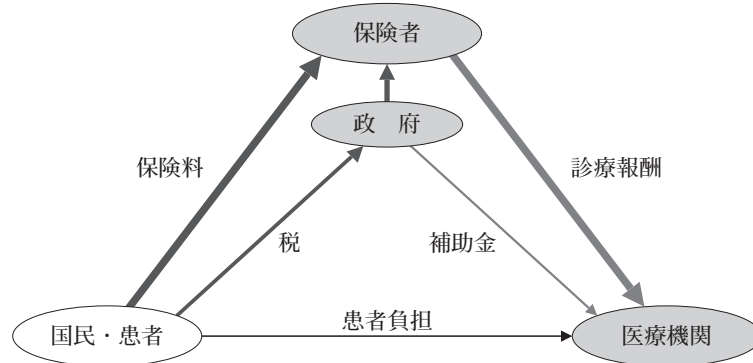 保険者
政　府
保険料
診療報酬
税
補助金
患者負担
国民・患者
医療機関